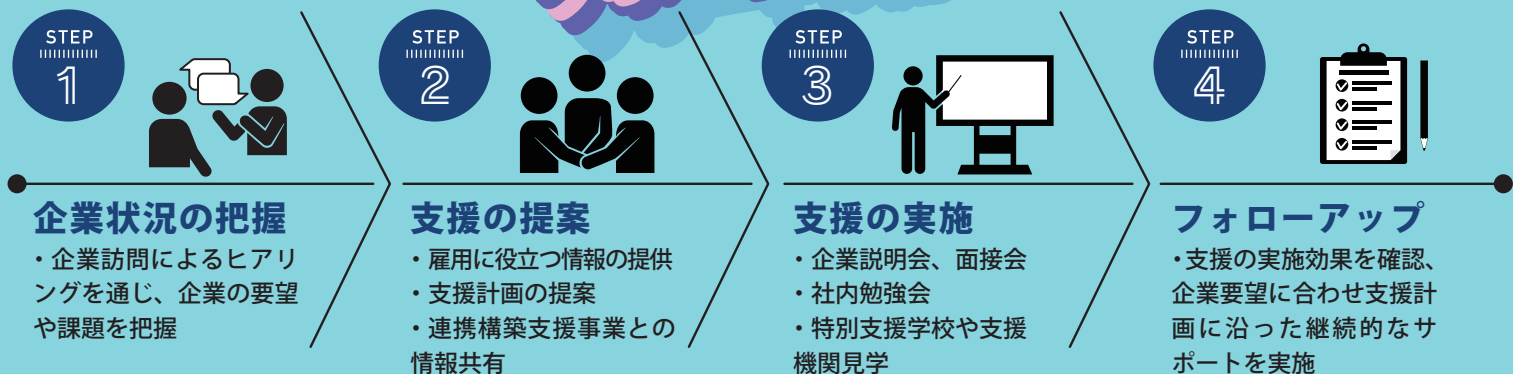 STEP
1
企業状況の把握
・企業訪問によるヒアリ
ングを通じ、企業の要望
や課題を把握
STEP
2
支援の提案
・雇用に役立つ情報の提供
・支援計画の提案
・連携構築支援事業との
情報共有
STEP
3
支援の実施
・企業説明会、面接会
・社内勉強会
・特別支援学校や支援
機関見学
STEP
4
フォローアップ
・支援の実施効果を確認、
企業要望に合わせ支援計
画に沿った継続的なサ
ポートを実施